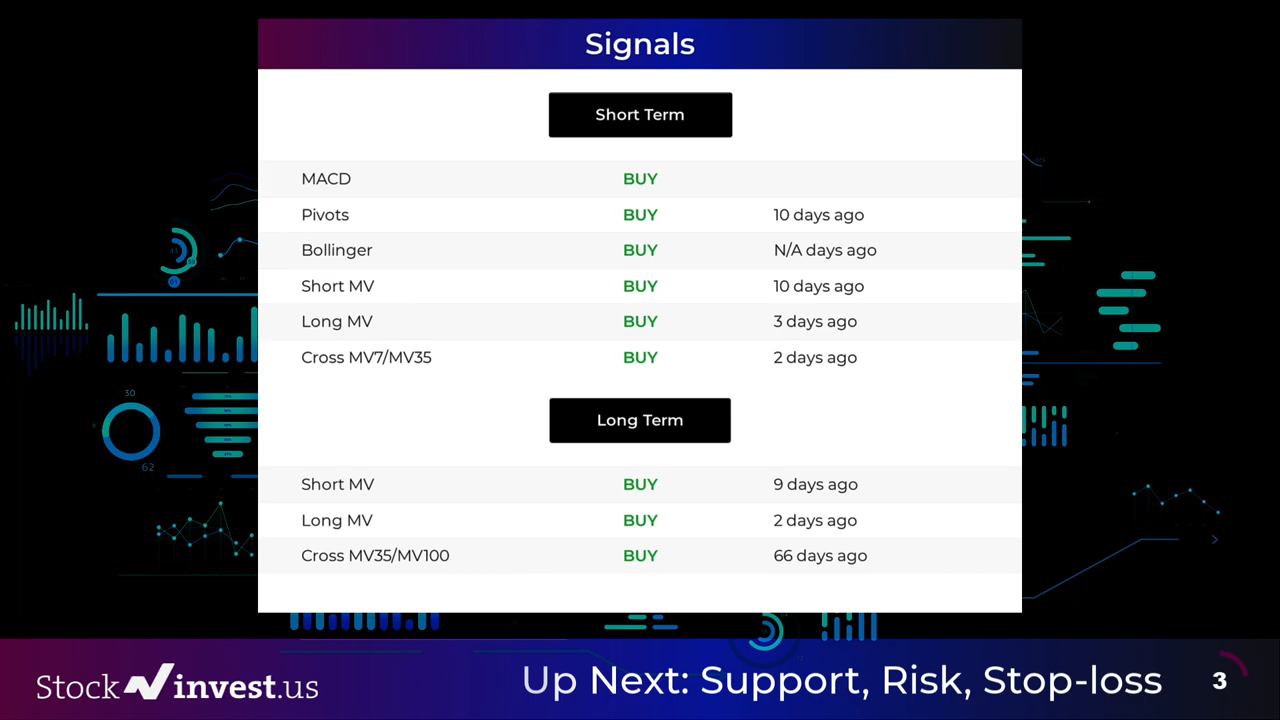 Signals
Short Term
MACD BUY
Pivots BUY 10 days ago
Bollinger BUY N/A days ago
Short MV BUY 10 days ago
Long MV BUY 3 days ago
Cross MV7/MV35 BUY 2 days ago
Long Term
Short MV BUY 9 days ago
Long MV BUY 2 days ago
Cross MV35/MV100 BUY 66 days ago
30
62
StockInvest.us
Up Next: Support, Risk, Stop-loss 3